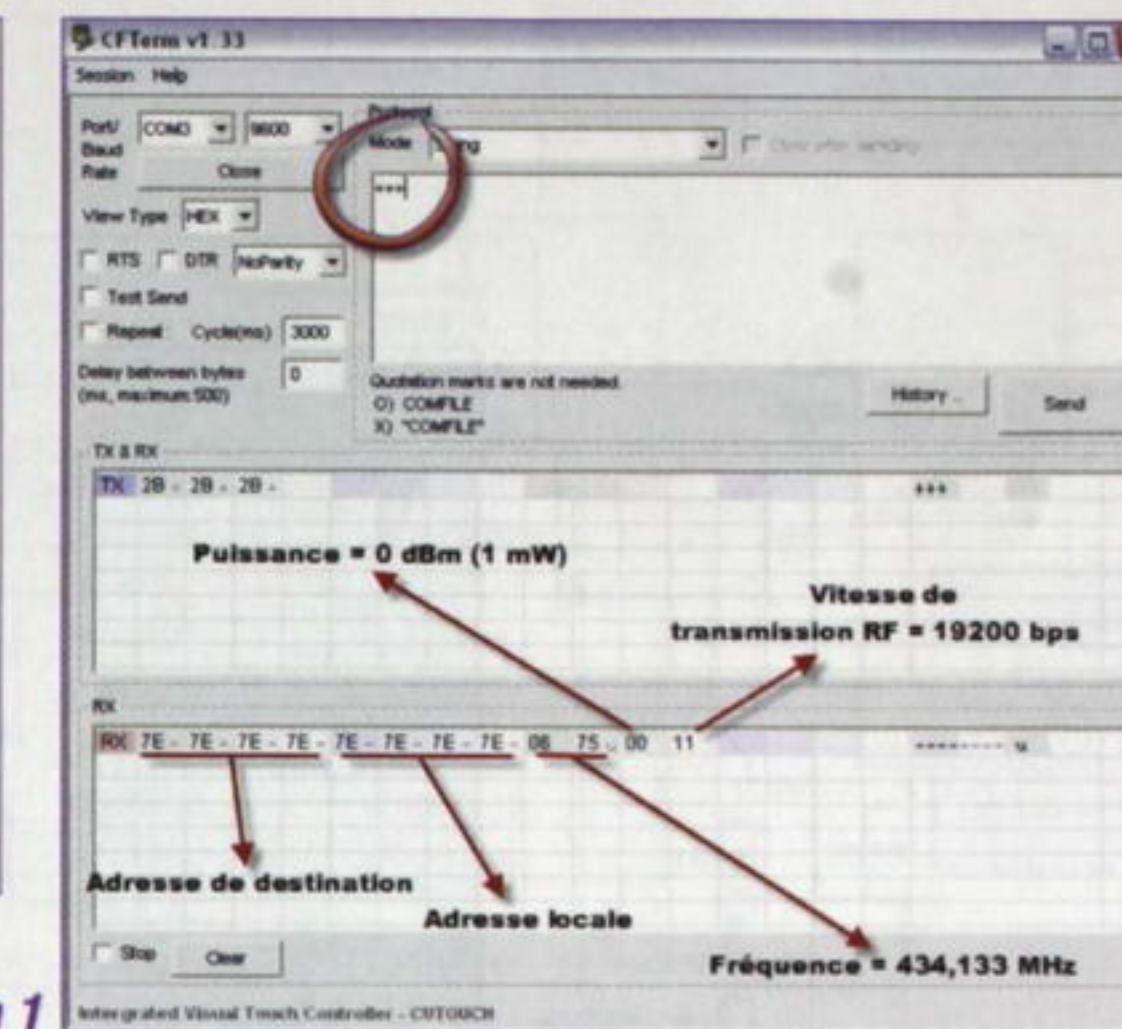 CFTerm v1.33
Session Help
Port/ Baud Rate COM3 9600
Close
View Type HEX
RTS DTR NoParity
Test Send
Repeat Cycle(ms) 3000
Delay between bytes (ms, maximum:500) 0
Protocol
Mode
+++
Quotation marks are not needed.
O) COMFILE
X) "COMFILE"
History ..
Send
TX & RX
TX 2B - 2B - 2B - +++
Puissance = 0 dBm (1 mW)
Vitesse de
transmission RF = 19200 bps
RX
RX 7E - 7E - 7E - 7E - 7E - 7E - 7E - 7E - 06 75 - 00 11 -------- u
Adresse de destination
Adresse locale
Fréquence = 434,133 MHz
Stop Clear
Intergrated Visual Touch Controller - CUTOUCH
1